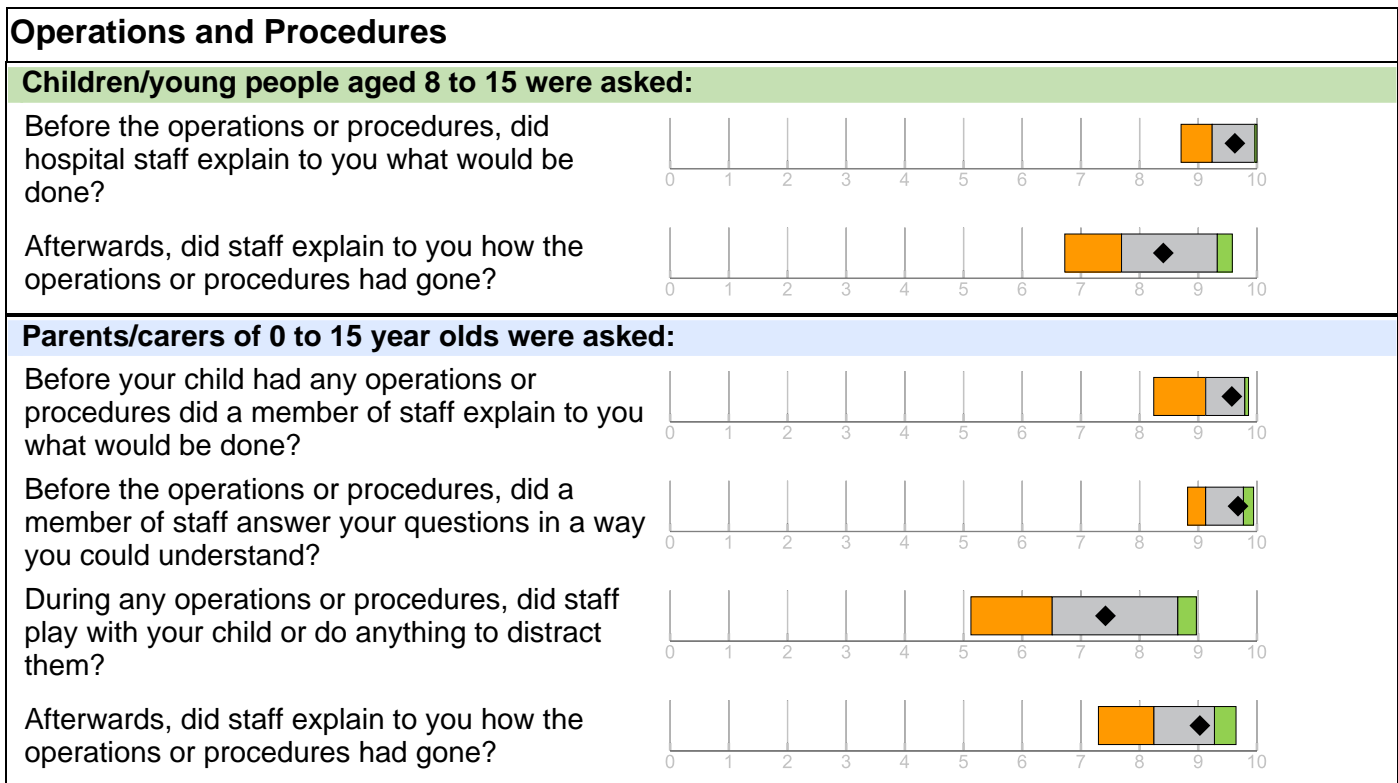 Operations and Procedures
Children/young people aged 8 to 15 were asked:
Before the operations or procedures, did
hospital staff explain to you what would be
done?
0 1 2 3 4 5 6 7 8 9 10
Afterwards, did staff explain to you how the
operations or procedures had gone?
0 1 2 3 4 5 6 7 8 9 10
Parents/carers of 0 to 15 year olds were asked:
Before your child had any operations or
procedures did a member of staff explain to you
what would be done?
0 1 2 3 4 5 6 7 8 9 10
Before the operations or procedures, did a
member of staff answer your questions in a way
you could understand?
0 1 2 3 4 5 6 7 8 9 10
During any operations or procedures, did staff
play with your child or do anything to distract
them?
0 1 2 3 4 5 6 7 8 9 10
Afterwards, did staff explain to you how the
operations or procedures had gone?
0 1 2 3 4 5 6 7 8 9 10